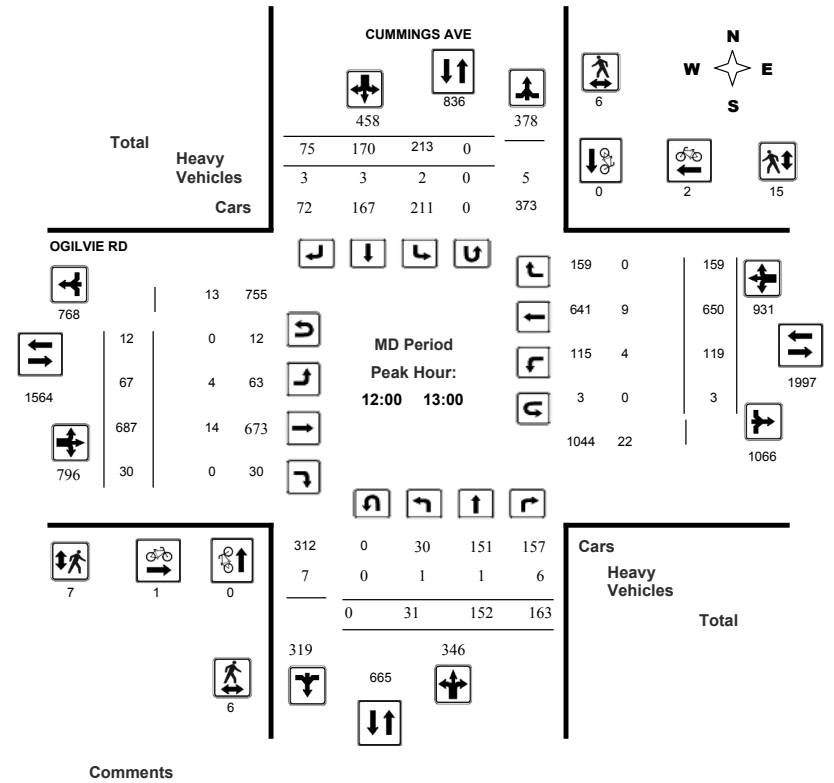 CUMMINGS AVE
N
W E
S
836
6
458 378
Total 75 170 213 0
Heavy
Vehicles 3 3 2 0 5
Cars 72 167 211 0 373
0 2 15
OGILVIE RD
159 0 159
768 13 755
641 9 650 931
12 0 12
MD Period
115 4 119
1564 67 4 63
Peak Hour:
1997
12:00 13:00
3 0 3
687 14 673
1044 22
1066
796 30 0 30
312 0 30 151 157 Cars
7 0 1 1 6 Heavy
Vehicles
7 1 0
0 31 152 163 Total
319 346
665
6
Comments